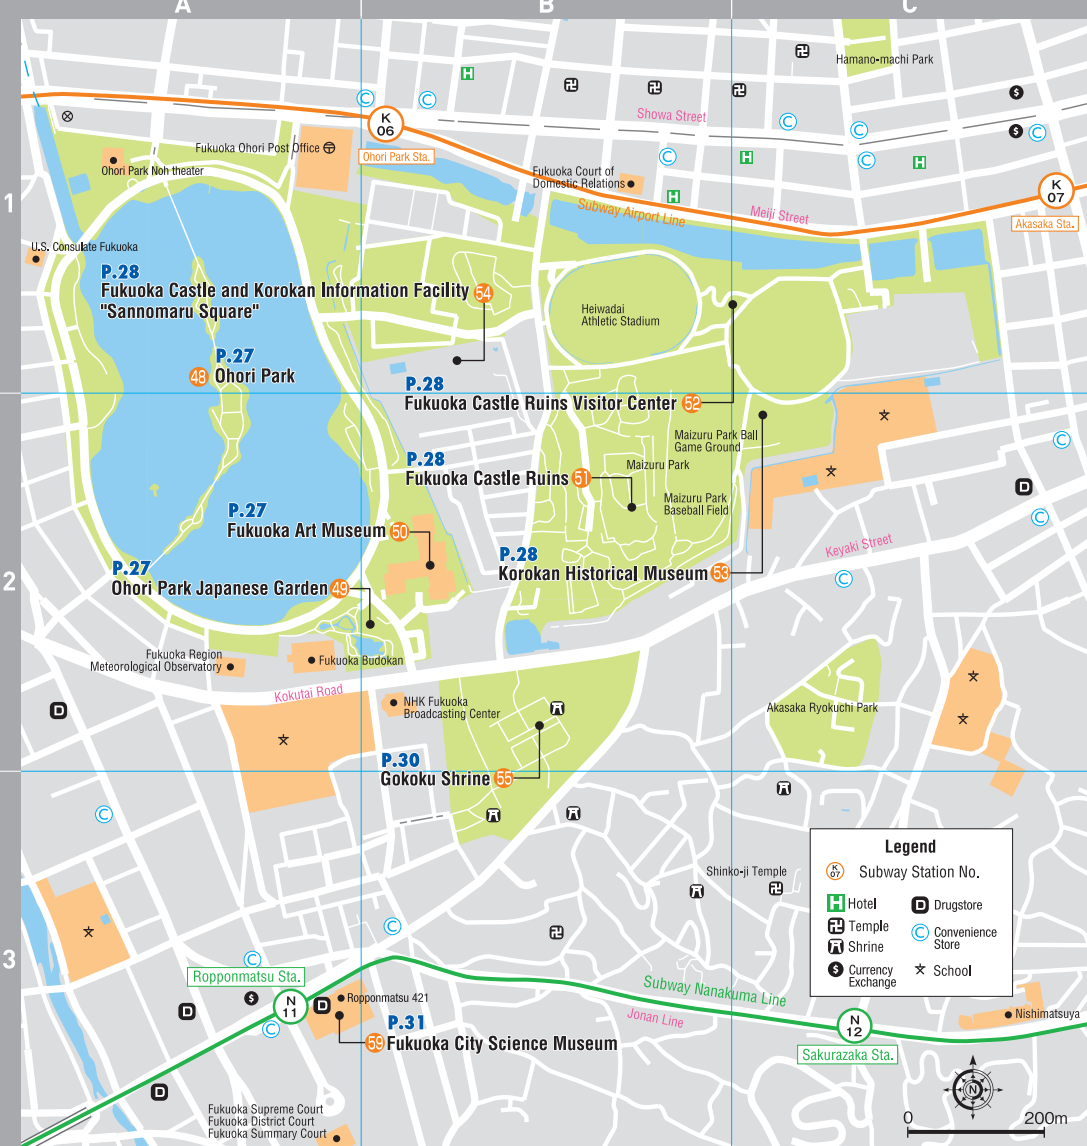 A
B
C
1
2
3
Hamano-machi Park
Showa Street
K
06
Ohori Park Sta.
Fukuoka Ohori Post Office
Ohori Park Noh theater
Fukuoka Court of
Domestic Relations
Subway Airport Line
Meiji Street
K
07
Akasaka Sta.
U.S. Consulate Fukuoka
P.28
Fukuoka Castle and Korokan Information Facility 54
"Sannomaru Square"
Heiwadai
Athletic Stadium
P.27
48 Ohori Park
P.28
Fukuoka Castle Ruins Visitor Center 52
Maizuru Park Ball
Game Ground
P.28
Fukuoka Castle Ruins 51
Maizuru Park
Maizuru Park
Baseball Field
P.27
Fukuoka Art Museum 50
Keyaki Street
P.28
Korokan Historical Museum 53
P.27
Ohori Park Japanese Garden 49
Fukuoka Region
Meteorological Observatory
Fukuoka Budokan
Kokutai Road
NHK Fukuoka
Broadcasting Center
Akasaka Ryokuchi Park
P.30
Gokoku Shrine 55
Shinko-ji Temple
Legend
K
07
Subway Station No.
H Hotel
D Drugstore
Temple
C Convenience
Store
Shrine
$ Currency
Exchange
School
Ropponmatsu Sta.
N
11
Ropponmatsu 421
P.31
59 Fukuoka City Science Museum
Subway Nanakuma Line
Jonan Line
N
12
Sakurazaka Sta.
Nishimatsuya
N
0
200m
Fukuoka Supreme Court
Fukuoka District Court
Fukuoka Summary Court